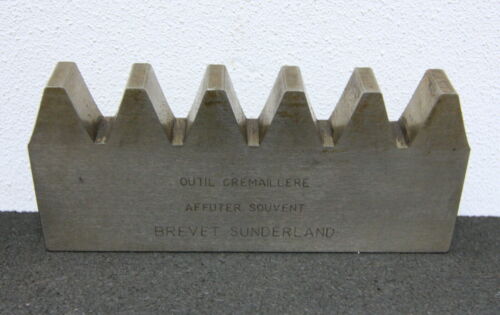 OUTIL CREMAILLERE
AFFUTER SOUVENT
BREVET SUNDERLAND